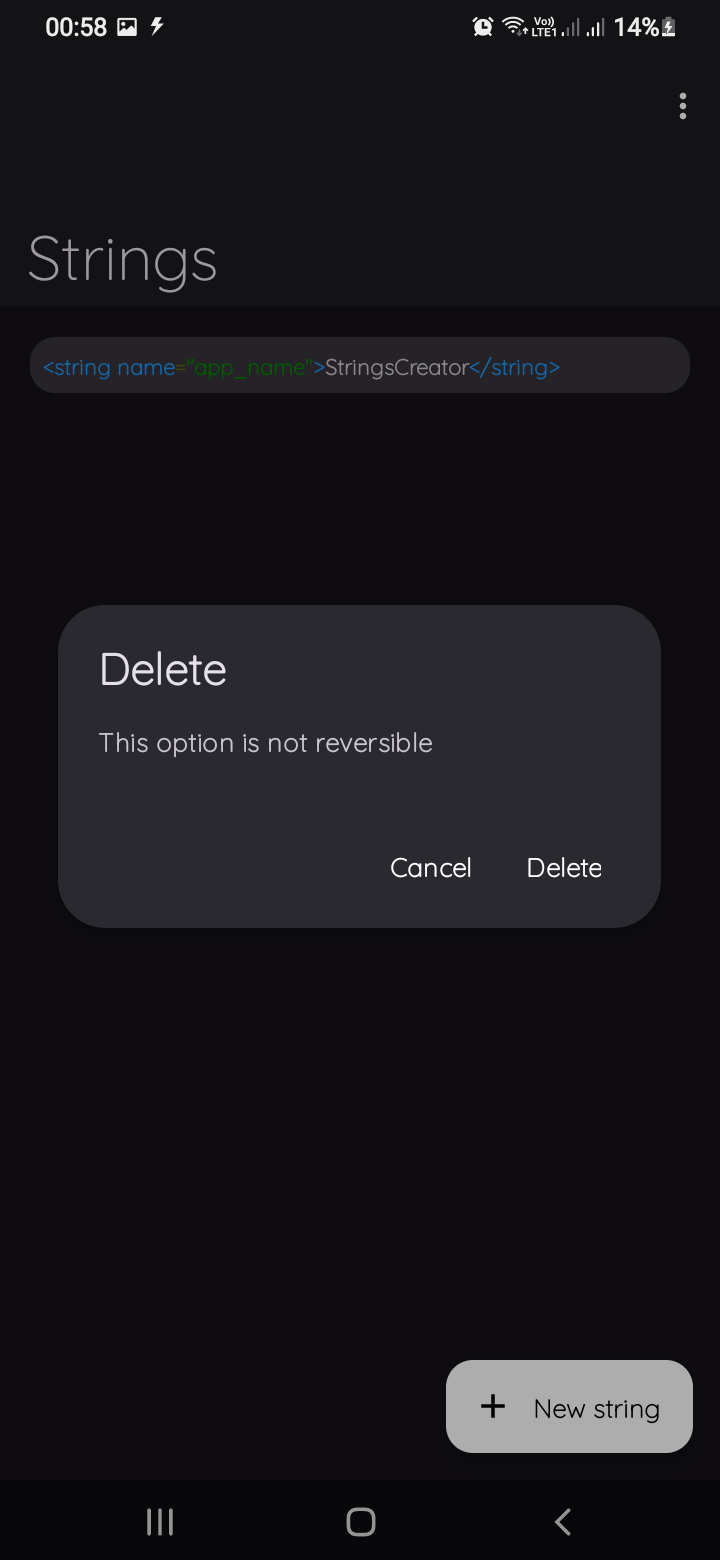 00:58
Vo)) LTE1 14%
Strings
<string name="app_name">StringsCreator</string>
Delete
This option is not reversible
Cancel Delete
+ New string